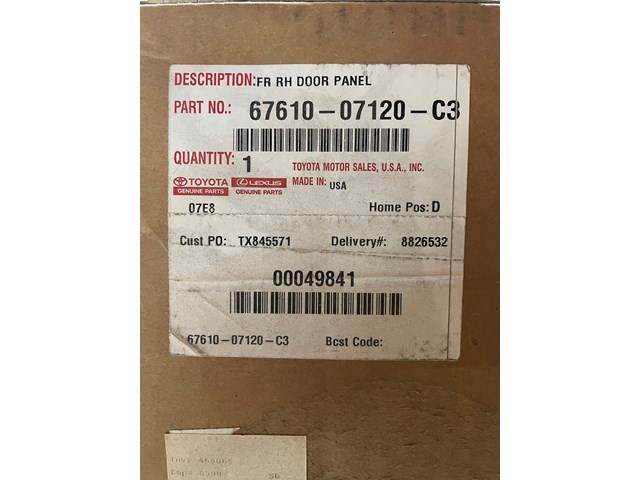 DESCRIPTION: FR RH DOOR PANEL
PART NO.: 67610-07120-C3
QUANTITY: 1
TOYOTA MOTOR SALES, U.S.A., INC.
TOYOTA GENUINE PARTS
LEXUS GENUINE PARTS
MADE IN: USA
07E8 Home Pos: D
Cust PO: TX845571 Delivery#: 8826532
00049841
67610-07120-C3 Bcst Code: